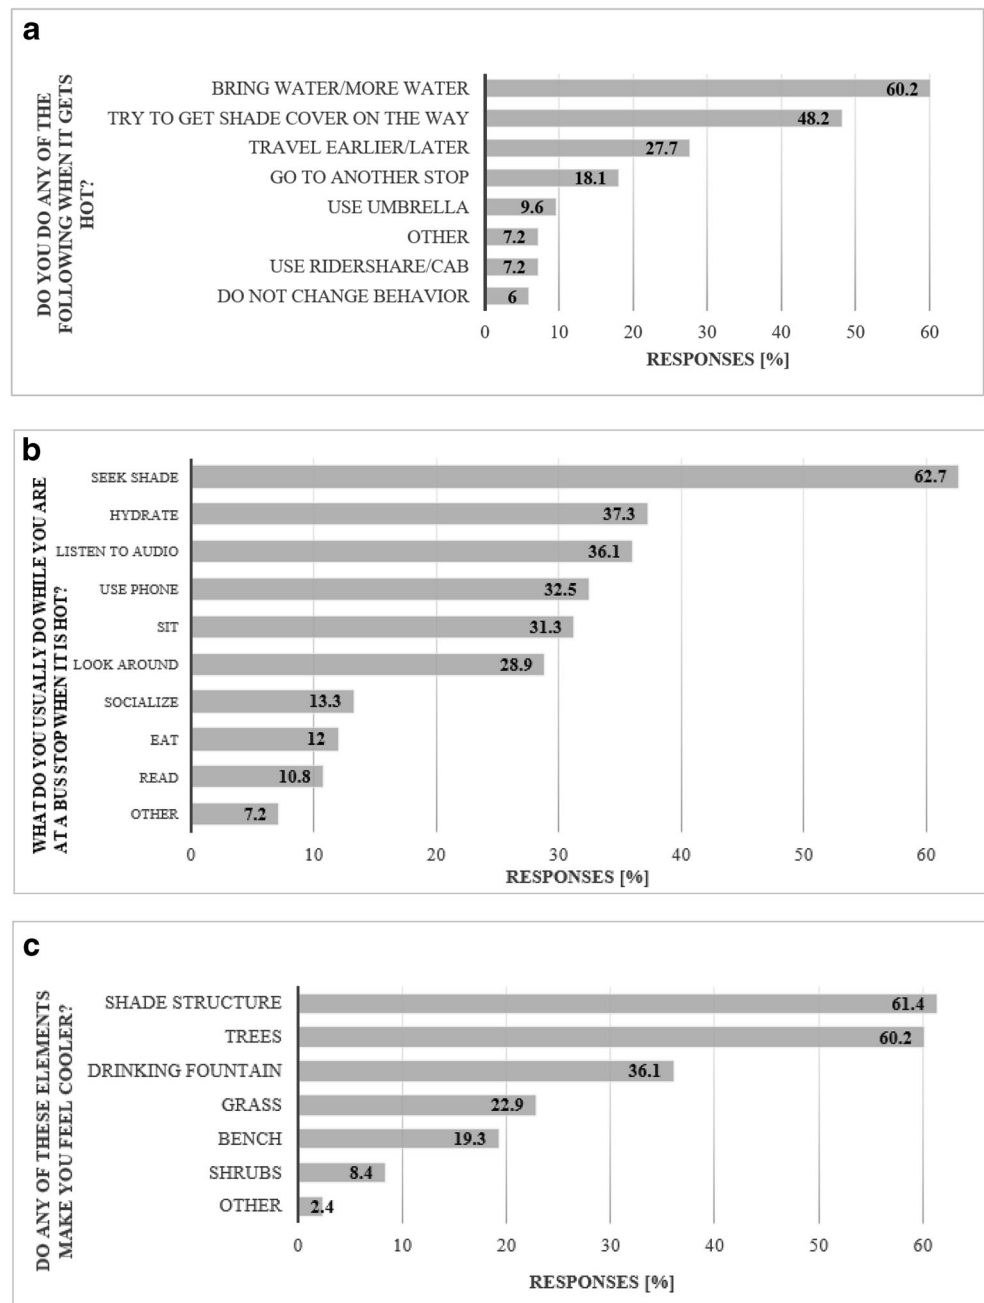 a
DO YOU DO ANY OF THE
FOLLOWING WHEN IT GETS
HOT?
BRING WATER/MORE WATER 60.2
TRY TO GET SHADE COVER ON THE WAY 48.2
TRAVEL EARLIER/LATER 27.7
GO TO ANOTHER STOP 18.1
USE UMBRELLA 9.6
OTHER 7.2
USE RIDERSHARE/CAB 7.2
DO NOT CHANGE BEHAVIOR 6
0 10 20 30 40 50 60
RESPONSES [%]
b
WHAT DO YOU USUALLY DO WHILE YOU ARE
AT A BUS STOP WHEN IT IS HOT?
SEEK SHADE 62.7
HYDRATE 37.3
LISTEN TO AUDIO 36.1
USE PHONE 32.5
SIT 31.3
LOOK AROUND 28.9
SOCIALIZE 13.3
EAT 12
READ 10.8
OTHER 7.2
0 10 20 30 40 50 60
RESPONSES [%]
c
DO ANY OF THESE ELEMENTS
MAKE YOU FEEL COOLER?
SHADE STRUCTURE 61.4
TREES 60.2
DRINKING FOUNTAIN 36.1
GRASS 22.9
BENCH 19.3
SHRUBS 8.4
OTHER 2.4
0 10 20 30 40 50 60
RESPONSES [%]